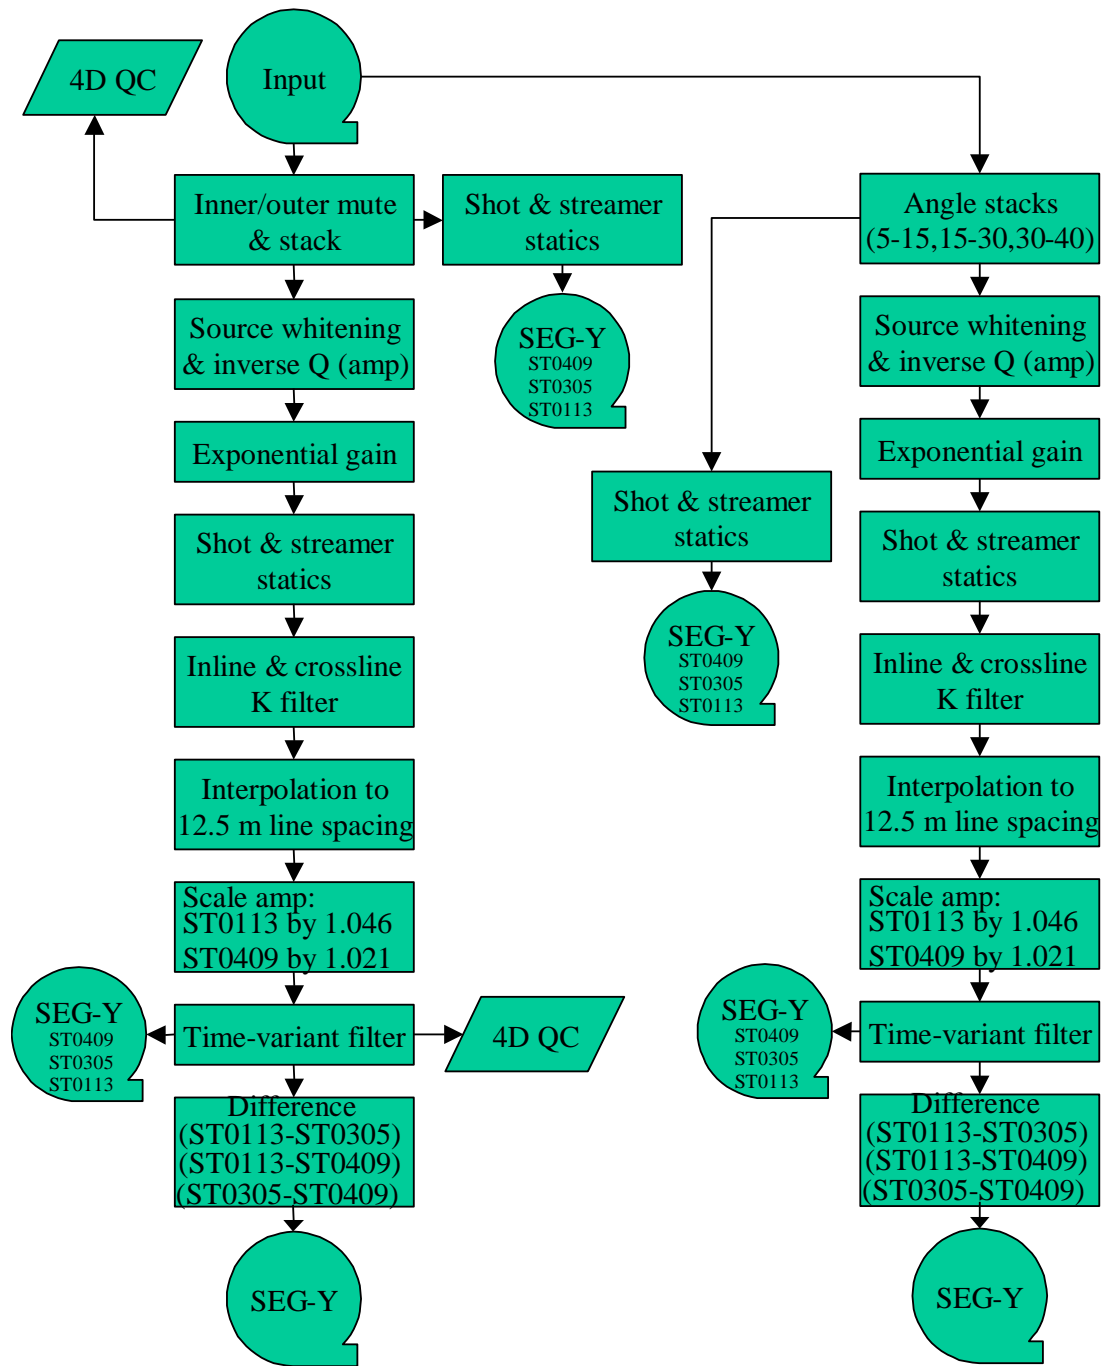 4D QC
Input
Inner/outer mute
& stack
Shot & streamer
statics
SEG-Y
ST0409
ST0305
ST0113
Source whitening
& inverse Q (amp)
Exponential gain
Shot & streamer
statics
Inline & crossline
K filter
Interpolation to
12.5 m line spacing
Scale amp:
ST0113 by 1.046
ST0409 by 1.021
Time-variant filter
SEG-Y
ST0409
ST0305
ST0113
4D QC
Difference
(ST0113-ST0305)
(ST0113-ST0409)
(ST0305-ST0409)
SEG-Y
Angle stacks
(5-15,15-30,30-40)
Shot & streamer
statics
SEG-Y
ST0409
ST0305
ST0113
Source whitening
& inverse Q (amp)
Exponential gain
Shot & streamer
statics
Inline & crossline
K filter
Interpolation to
12.5 m line spacing
Scale amp:
ST0113 by 1.046
ST0409 by 1.021
Time-variant filter
SEG-Y
ST0409
ST0305
ST0113
Difference
(ST0113-ST0305)
(ST0113-ST0409)
(ST0305-ST0409)
SEG-Y